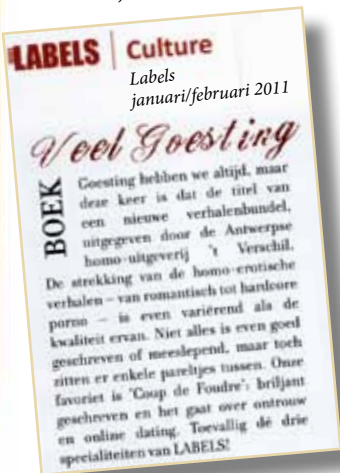 LABELS | Culture
Labels
januari/februari 2011
Veel Goesting
BOEK
Goesting hebben we altijd, maar
deze keer is dat de titel van
een nieuwe verhalenbundel,
uitgegeven door de Antwerpse
homo-uitgeverij 't Verschil.
De strekking van de homo-erotische
verhalen – van romantisch tot hardcore
porno – is even variërend als de
kwaliteit ervan. Niet alles is even goed
geschreven of meeslepend, maar toch
zitten er enkele pareltjes tussen. Onze
favoriet is 'Coup de Foudre': briljant
geschreven en het gaat over ontrouw
en online dating. Toevallig de drie
specialiteiten van LABELS!